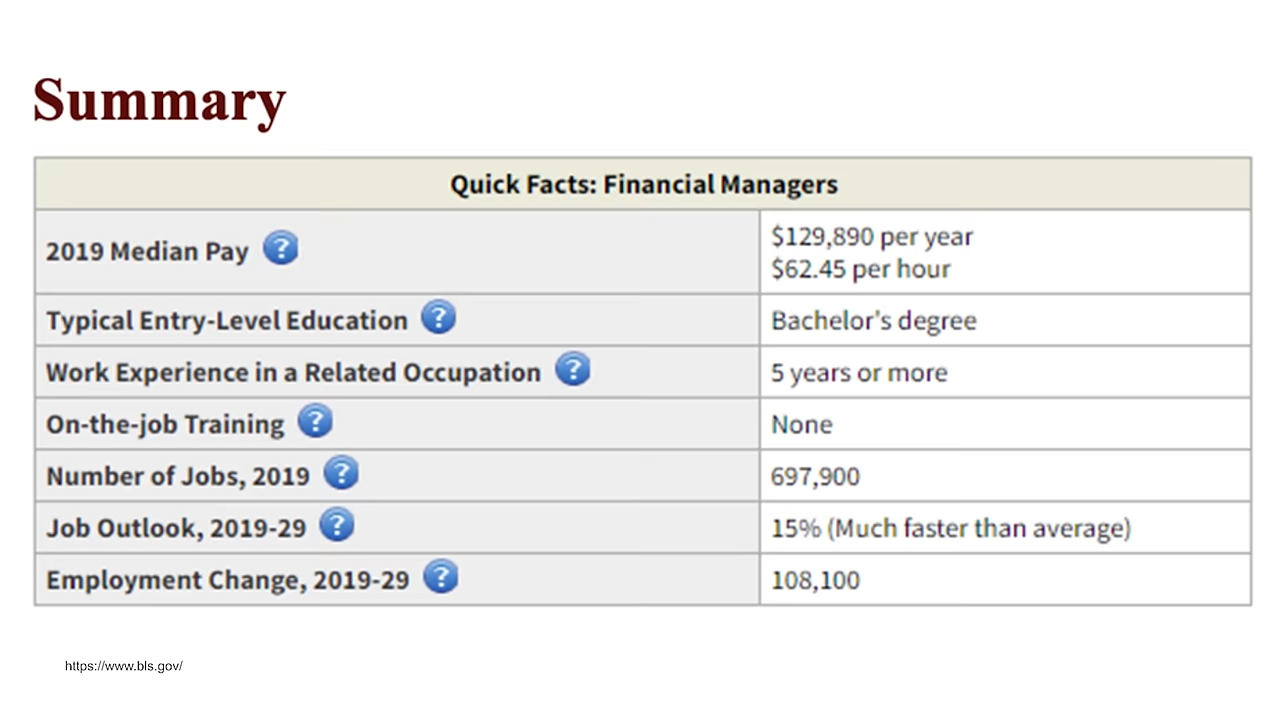 Summary
Quick Facts: Financial Managers
2019 Median Pay ?
$129,890 per year
$62.45 per hour
Typical Entry-Level Education ?
Bachelor's degree
Work Experience in a Related Occupation ?
5 years or more
On-the-job Training ?
None
Number of Jobs, 2019 ?
697,900
Job Outlook, 2019-29 ?
15% (Much faster than average)
Employment Change, 2019-29 ?
108,100
https://www.bls.gov/